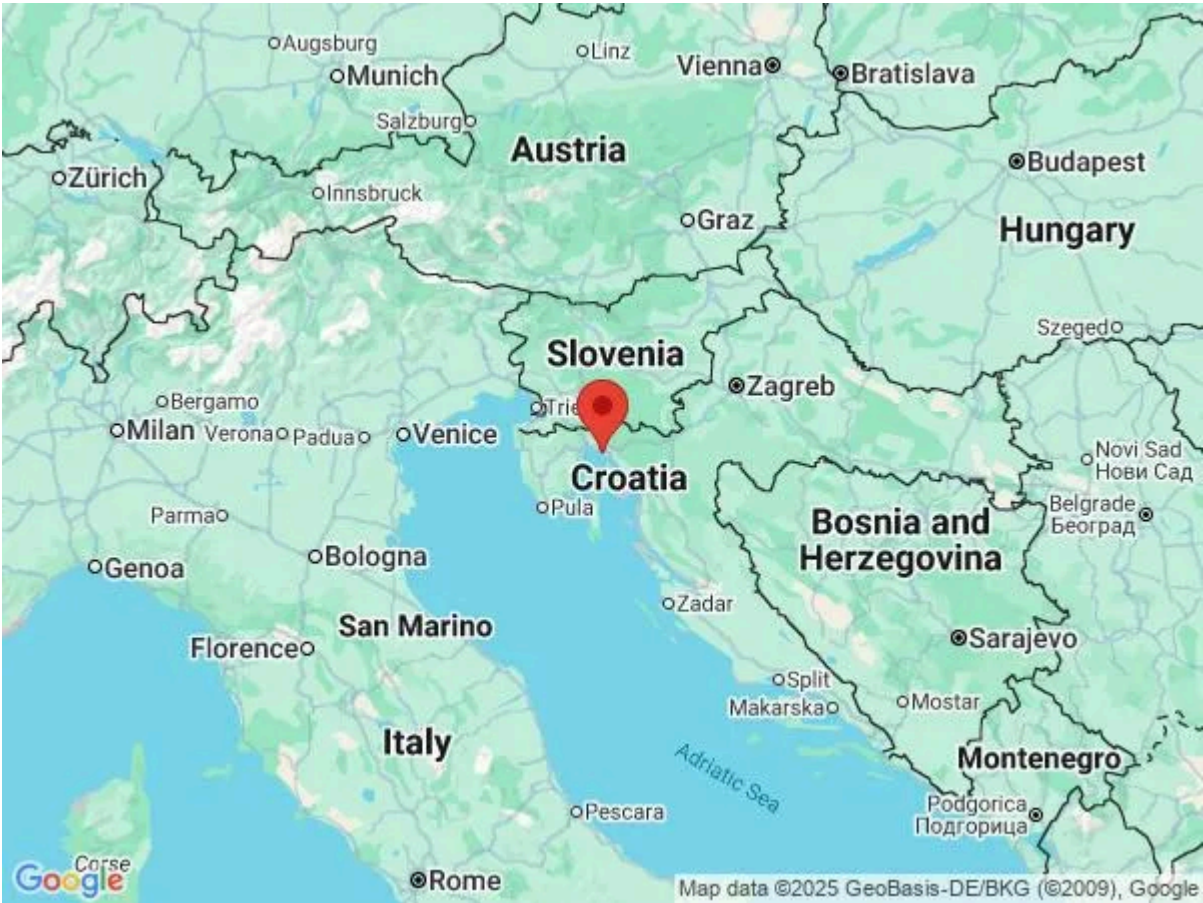 Augsburg
Linz
Munich
Vienna
Bratislava
Salzburg
Austria
Budapest
Zürich
Innsbruck
Graz
Hungary
Szeged
Slovenia
Zagreb
Bergamo
Trie
Milan
Verona
Padua
Venice
Novi Sad
Нови Сад
Croatia
Pula
Parma
Belgrade
Београд
Bosnia and
Herzegovina
Genoa
Bologna
Zadar
San Marino
Florence
Sarajevo
Split
Makarska
Mostar
Italy
Adriatic Sea
Montenegro
Pescara
Podgorica
Подгорица
Corse
Google
Rome
Map data ©2025 GeoBasis-DE/BKG (©2009), Google